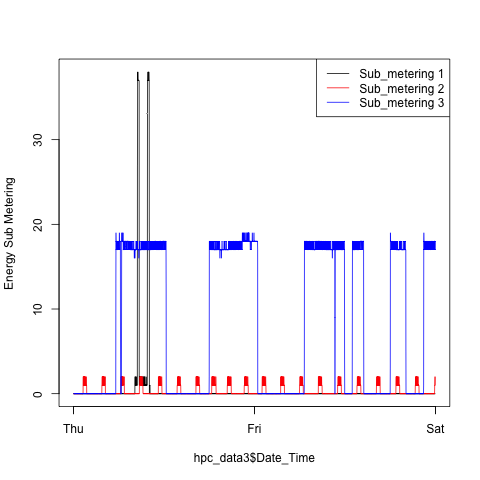 Sub_metering 1
Sub_metering 2
Sub_metering 3
Energy Sub Metering
30
20
10
0
Thu Fri Sat
hpc_data3$Date_Time